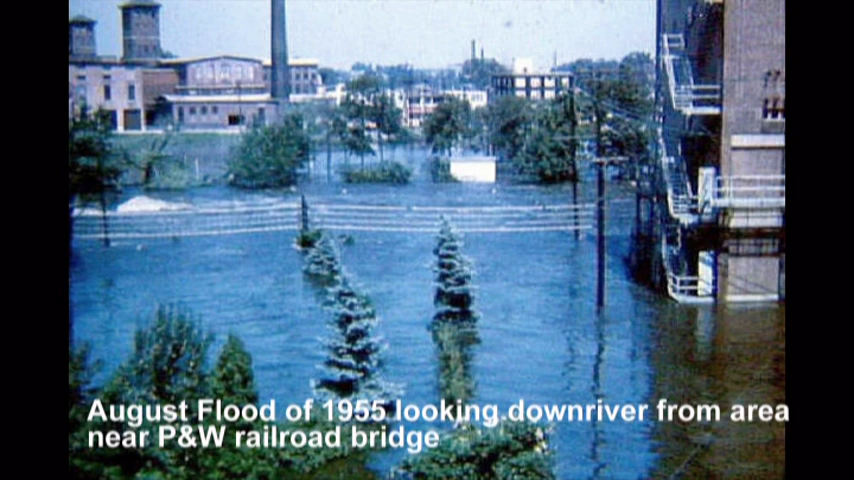 August Flood of 1955 looking downriver from area
near P&W railroad bridge